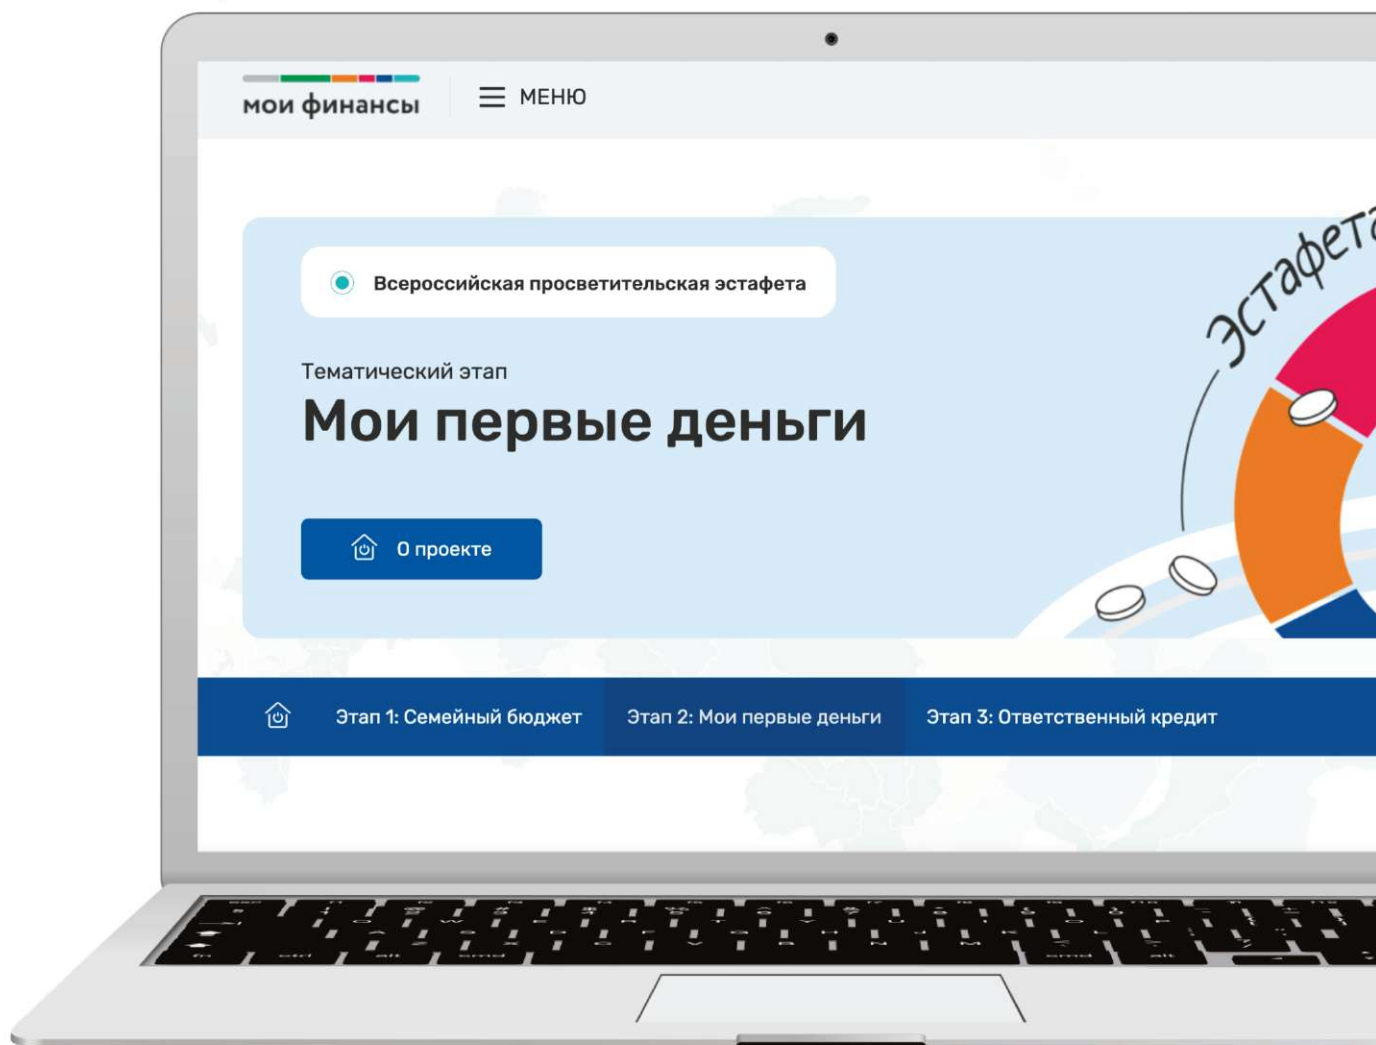 мои финансы
МЕНЮ
Всероссийская просветительская эстафета
Тематический этап
Мои первые деньги
Эстафета
О проекте
Этап 1: Семейный бюджет
Этап 2: Мои первые деньги
Этап 3: Ответственный кредит